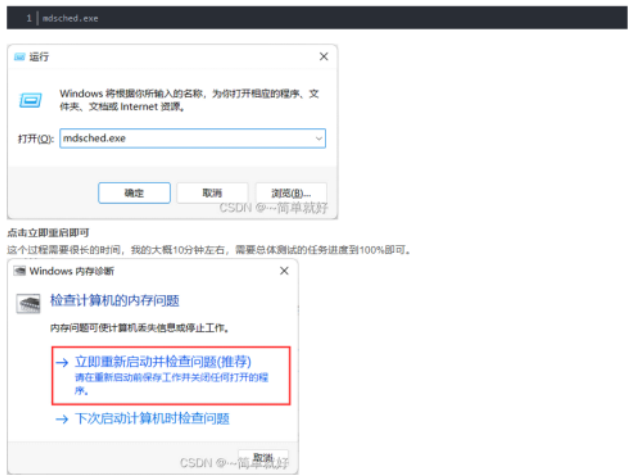 1 mdsched.exe
运行
Windows 将根据你所输入的名称，为你打开相应的程序、文
件夹、文档或 Internet 资源。
打开(O): mdsched.exe
确定 取消 浏览(B)...
CSDN @一简单就好
点击立即重启即可
这个过程需要很长的时间，我的大概10分钟左右，需要总体测试的任务进度到100%即可。
Windows 内存诊断
检查计算机的内存问题
内存问题可使计算机丢失信息或停止工作。
→ 立即重新启动并检查问题(推荐)
请在重新启动前保存工作并关闭任何打开的程
序。
→ 下次启动计算机时检查问题
取消
CSDN @一简单就好